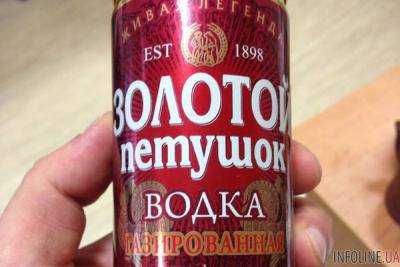 ЖИВАЯ ЛЕГЕНДА
EST 1898
ЗОЛОТОЙ
петушок
ВОДКА
ГАЗИРОВАННАЯ
INFOLINE.UA